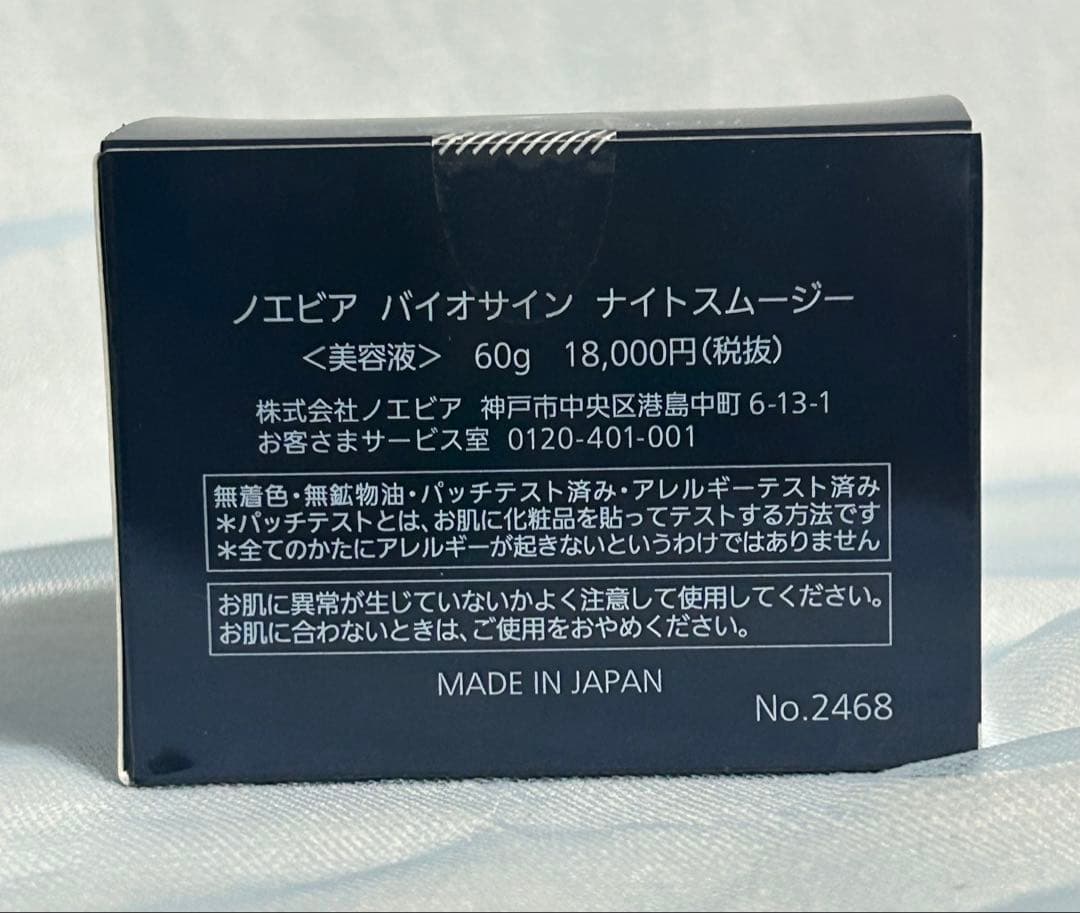 ノエビア バイオサイン ナイトスムージー
＜美容液＞ 60g 18,000円（税抜）
株式会社ノエビア 神戸市中央区港島中町 6-13-1
お客さまサービス室 0120-401-001
無着色・無鉱物油・パッチテスト済み・アレルギーテスト済み
＊パッチテストとは、お肌に化粧品を貼ってテストする方法です
＊全てのかたにアレルギーが起きないというわけではありません
お肌に異常が生じていないかよく注意して使用してください。
お肌に合わないときは、ご使用をおやめください。
MADE IN JAPAN
No.2468